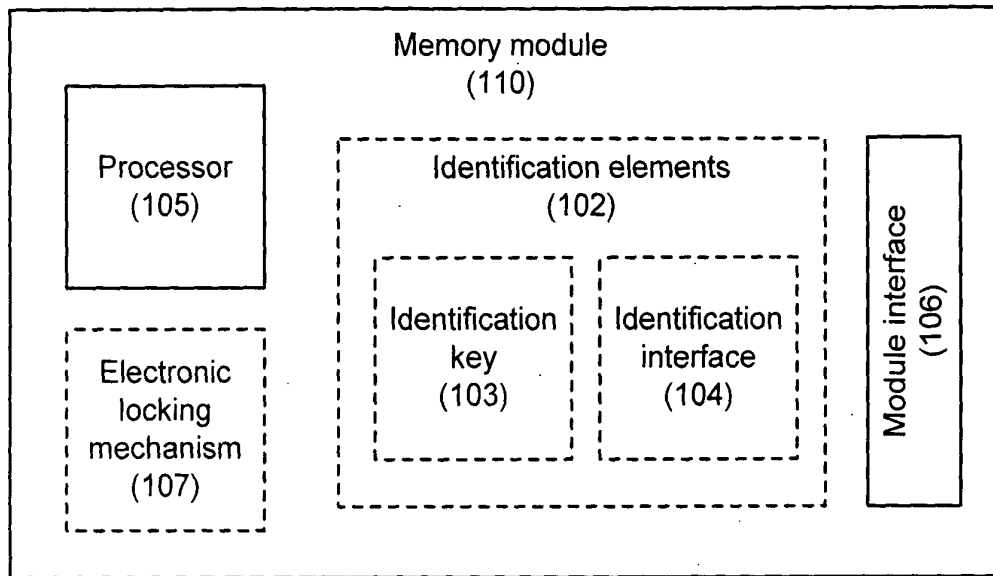 Memory module
(110)
Processor
(105)
Identification elements
(102)
Identification
key
(103)
Identification
interface
(104)
Electronic
locking
mechanism
(107)
Module interface
(106)